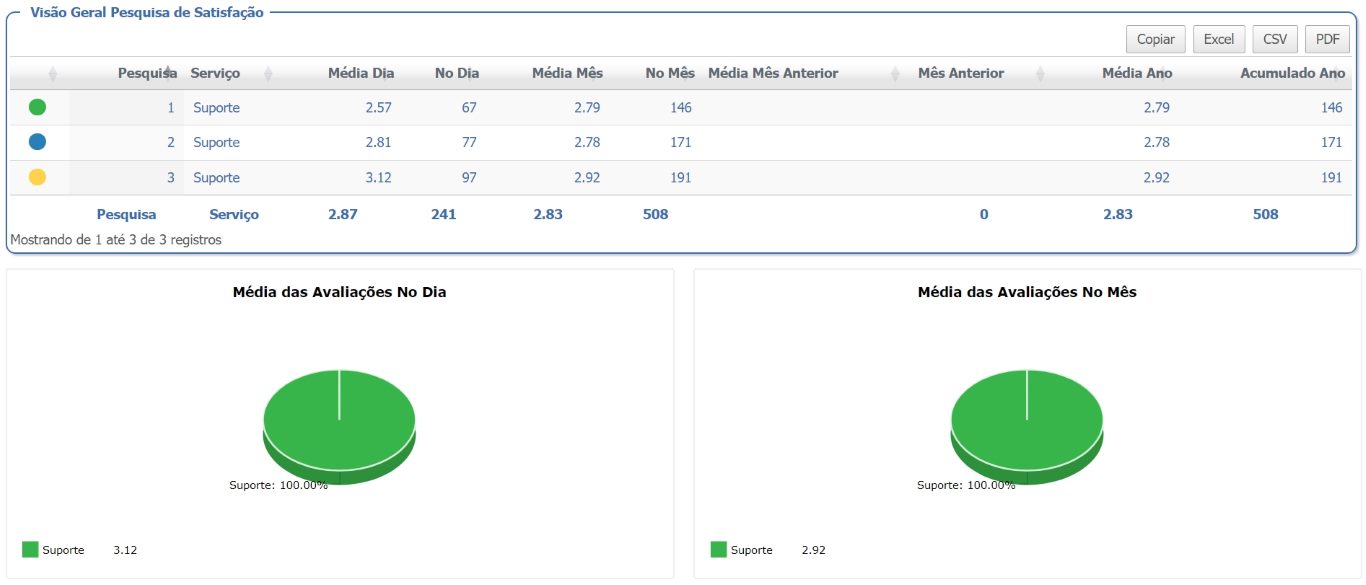 Visão Geral Pesquisa de Satisfação
Copiar Excel CSV PDF
Pesquisa Serviço Média Dia No Dia Média Mês No Mês Média Mês Anterior Mês Anterior Média Ano Acumulado Ano
1 Suporte 2.57 67 2.79 146 2.79 146
2 Suporte 2.81 77 2.78 171 2.78 171
3 Suporte 3.12 97 2.92 191 2.92 191
Pesquisa Serviço 2.87 241 2.83 508 0 2.83 508
Mostrando de 1 até 3 de 3 registros
Média das Avaliações No Dia
Suporte: 100.00%
Suporte 3.12
Média das Avaliações No Mês
Suporte: 100.00%
Suporte 2.92